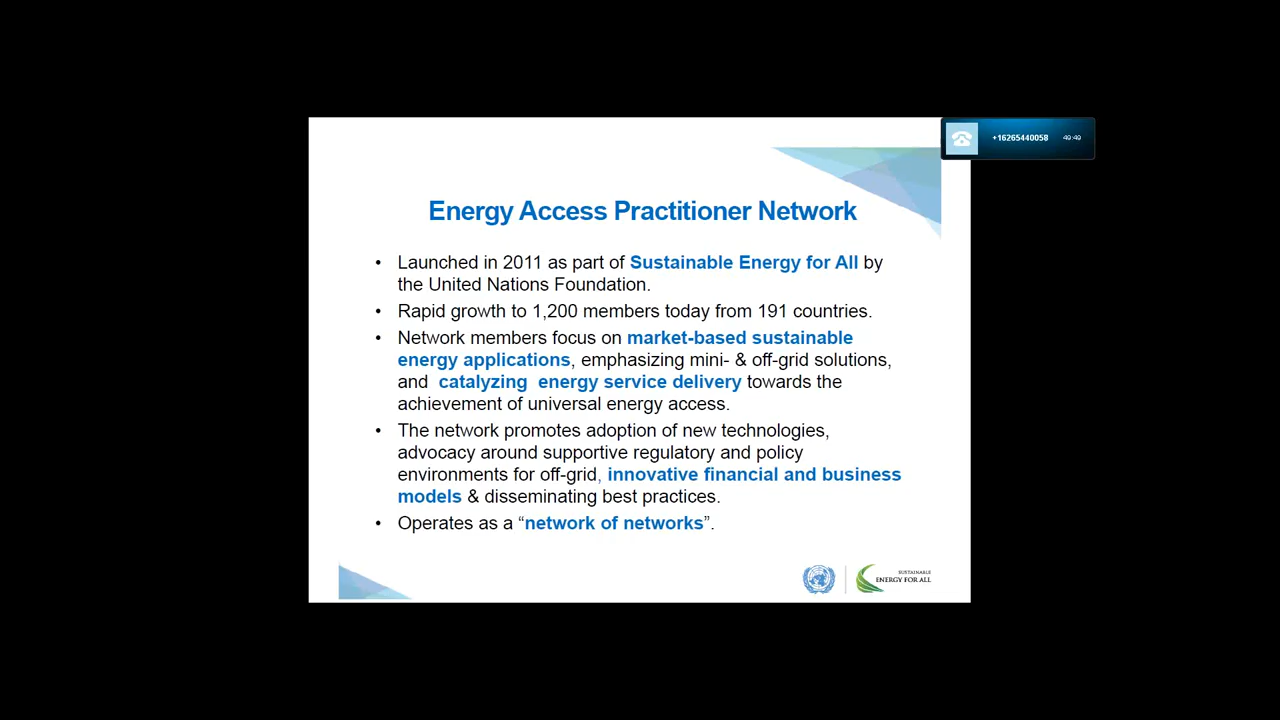 +16265440058 49:49
Energy Access Practitioner Network
• Launched in 2011 as part of Sustainable Energy for All by
the United Nations Foundation.
• Rapid growth to 1,200 members today from 191 countries.
• Network members focus on market-based sustainable
energy applications, emphasizing mini- & off-grid solutions,
and catalyzing energy service delivery towards the
achievement of universal energy access.
• The network promotes adoption of new technologies,
advocacy around supportive regulatory and policy
environments for off-grid, innovative financial and business
models & disseminating best practices.
• Operates as a “network of networks”.
SUSTAINABLE
ENERGY FOR ALL